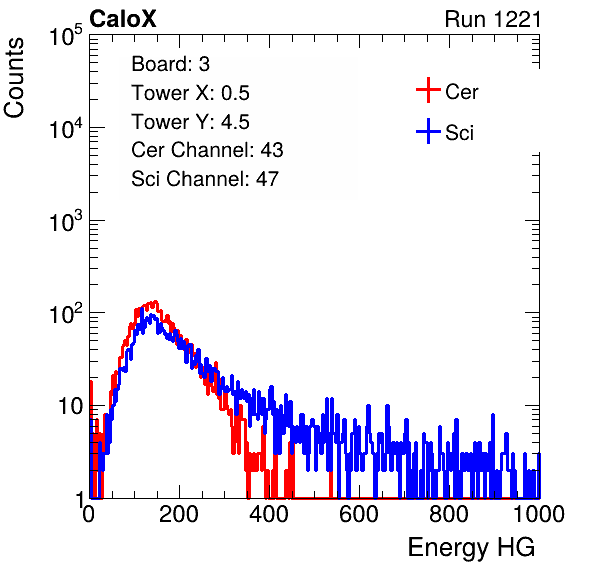 CaloX Run 1221
Counts
Board: 3
Tower X: 0.5
Tower Y: 4.5
Cer Channel: 43
Sci Channel: 47
Cer
Sci
10^5
10^4
10^3
10^2
10
1
0 200 400 600 800 1000
Energy HG